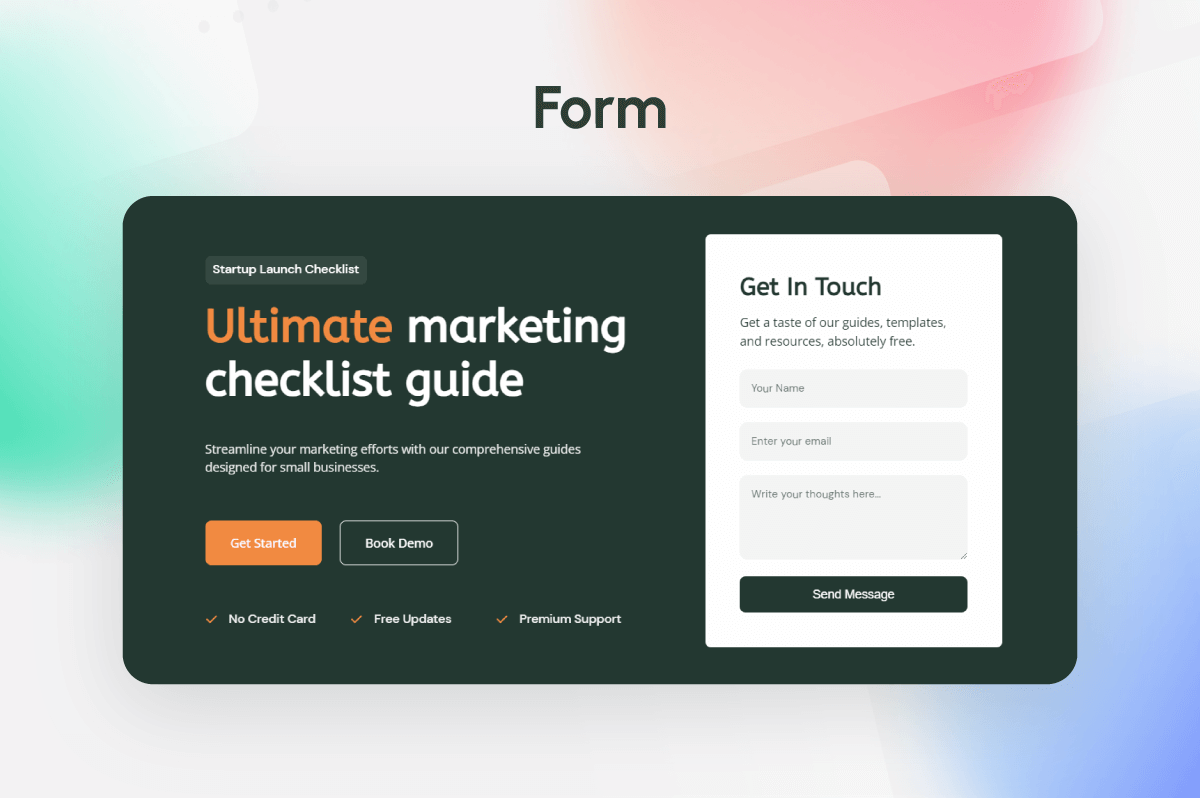 Form
Startup Launch Checklist
Ultimate marketing
checklist guide
Streamline your marketing efforts with our comprehensive guides
designed for small businesses.
Get Started
Book Demo
No Credit Card
Free Updates
Premium Support
Get In Touch
Get a taste of our guides, templates,
and resources, absolutely free.
Your Name
Enter your email
Write your thoughts here...
Send Message